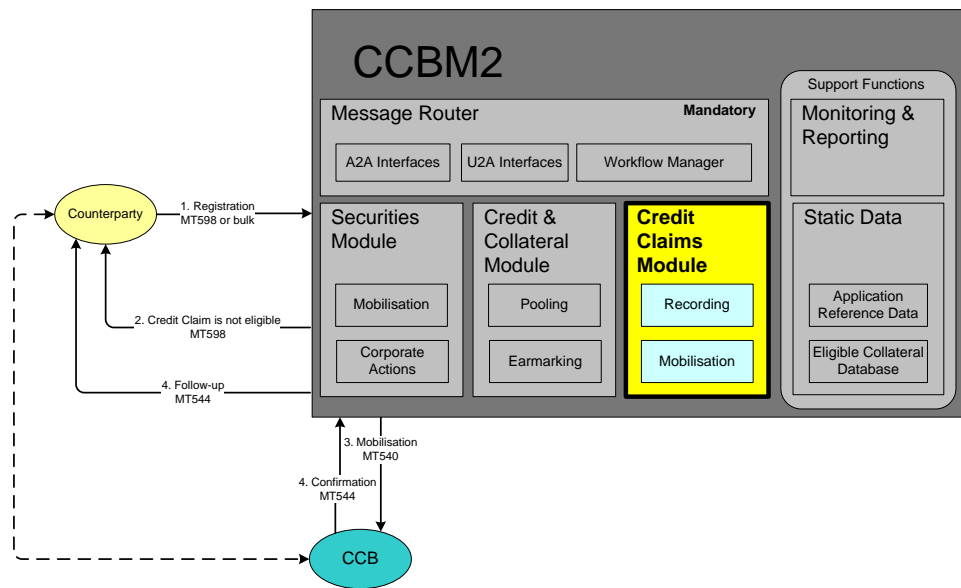 CCBM2
Support Functions
Message Router
Mandatory
A2A Interfaces
U2A Interfaces
Workflow Manager
Monitoring &
Reporting
Counterparty
1. Registration
MT598 or bulk
Securities
Module
Mobilisation
Corporate
Actions
Credit &
Collateral
Module
Pooling
Earmarking
Credit
Claims
Module
Recording
Mobilisation
Static Data
Application
Reference Data
Eligible Collateral
Database
2. Credit Claim is not eligible
MT598
4. Follow-up
MT544
3. Mobilisation
MT540
4. Confirmation
MT544
CCB